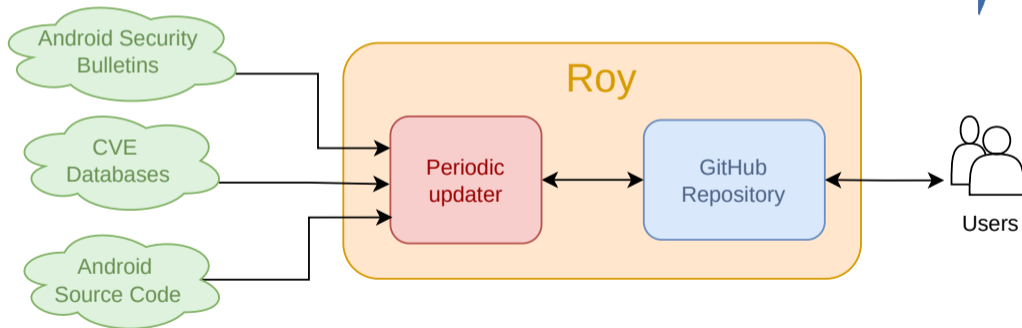 Android Security
Bulletins
CVE
Databases
Android
Source Code
Roy
Periodic
updater
GitHub
Repository
Users